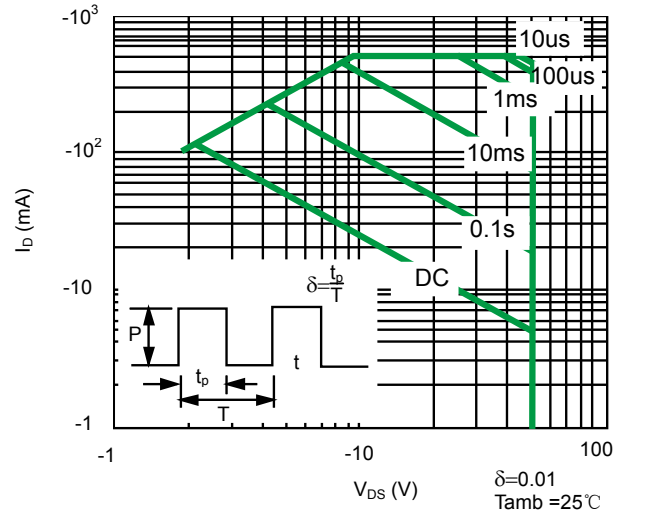 -10³
10us
100us
1ms
-10²
10ms
I_D (mA)
0.1s
DC
δ=t_p/T
-10
P
t_p
t
T
-1
-1
-10
100
V_DS (V)
δ=0.01
Tamb =25℃